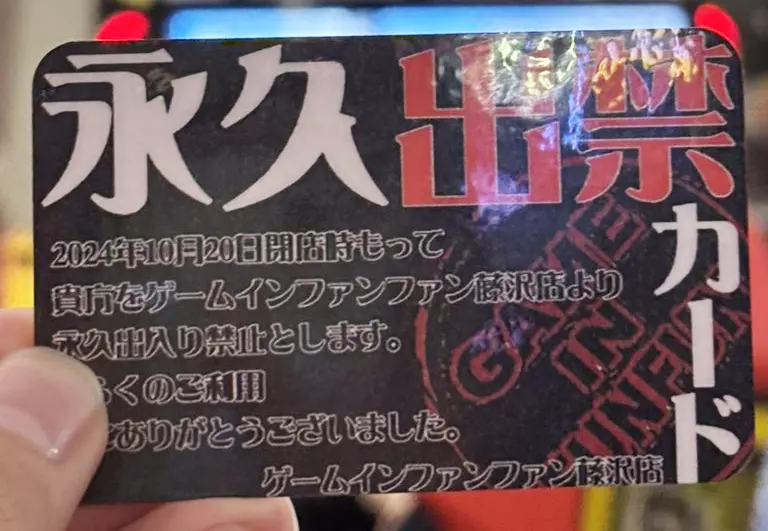 永久出禁
カード
2024年10月20日閉店時もって
貴方をゲームインファンファン藤沢店より
永久出入り禁止とします。
らくのご利用
ありがとうございました。
ゲームインファンファン藤沢店
GAME
IN